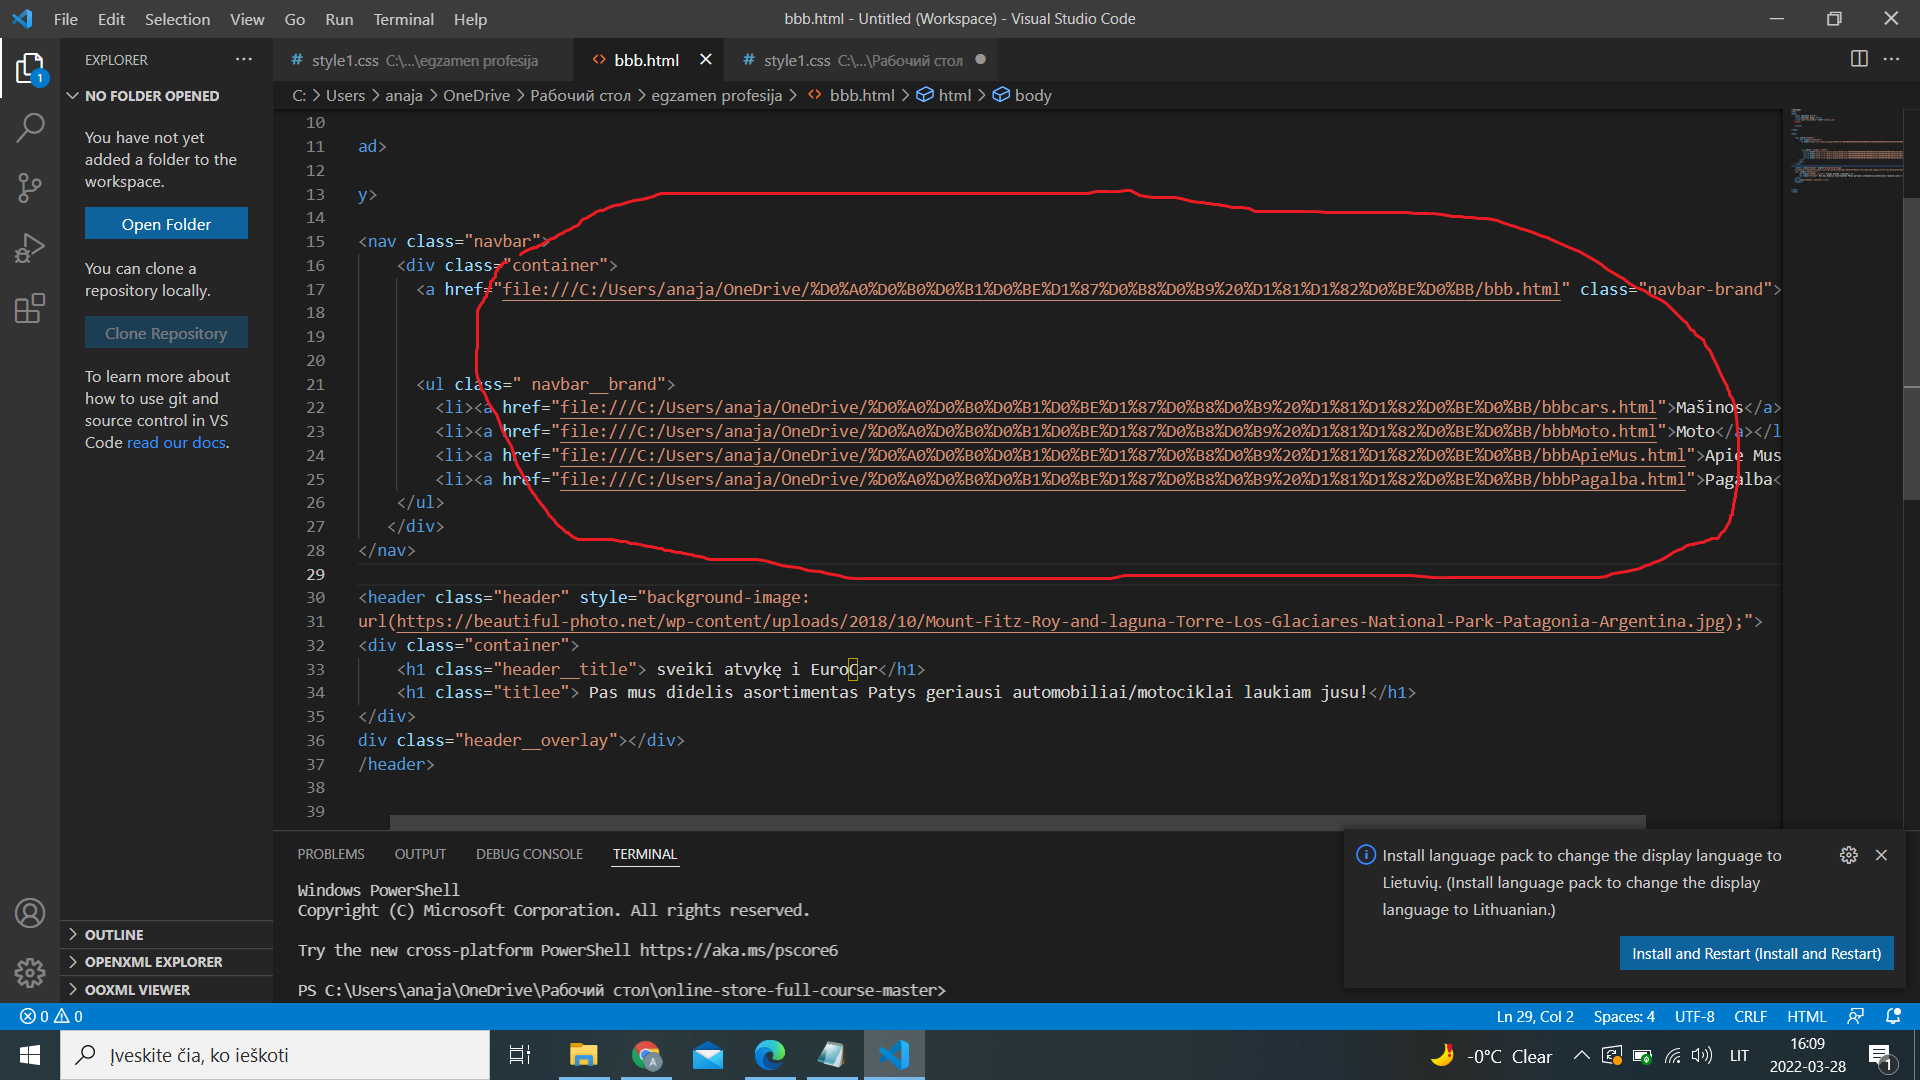 File Edit Selection View Go Run Terminal Help
bbb.html - Untitled (Workspace) - Visual Studio Code
EXPLORER
style1.css C:\...\egzamen profesija
bbb.html
style1.css C:\...\Рабочий стол
NO FOLDER OPENED
C: > Users > anaja > OneDrive > Рабочий стол > egzamen profesija > bbb.html > html > body
You have not yet
added a folder to the
workspace.
Open Folder
You can clone a
repository locally.
Clone Repository
To learn more about
how to use git and
source control in VS
Code read our docs.
OUTLINE
OPENXML EXPLORER
OOXML VIEWER
1
10
11 ad>
12
13 y>
14
15 <nav class="navbar">
16 <div class="container">
17 <a href="file:///C:/Users/anaja/OneDrive/%D0%A0%D0%B0%D0%B1%D0%BE%D1%87%D0%B8%D0%B9%20%D1%81%D1%82%D0%BE%D0%BB/bbb.html" class="navbar-brand">
18
19
20
21 <ul class=" navbar__brand">
22 <li><a href="file:///C:/Users/anaja/OneDrive/%D0%A0%D0%B0%D0%B1%D0%BE%D1%87%D0%B8%D0%B9%20%D1%81%D1%82%D0%BE%D0%BB/bbbcars.html">Mašinos</a>
23 <li><a href="file:///C:/Users/anaja/OneDrive/%D0%A0%D0%B0%D0%B1%D0%BE%D1%87%D0%B8%D0%B9%20%D1%81%D1%82%D0%BE%D0%BB/bbbMoto.html">Moto</a></l
24 <li><a href="file:///C:/Users/anaja/OneDrive/%D0%A0%D0%B0%D0%B1%D0%BE%D1%87%D0%B8%D0%B9%20%D1%81%D1%82%D0%BE%D0%BB/bbbApieMus.html">Apie Mus
25 <li><a href="file:///C:/Users/anaja/OneDrive/%D0%A0%D0%B0%D0%B1%D0%BE%D1%87%D0%B8%D0%B9%20%D1%81%D1%82%D0%BE%D0%BB/bbbPagalba.html">Pagalba<
26 </ul>
27 </div>
28 </nav>
29
30 <header class="header" style="background-image:
31 url(https://beautiful-photo.net/wp-content/uploads/2018/10/Mount-Fitz-Roy-and-laguna-Torre-Los-Glaciares-National-Park-Patagonia-Argentina.jpg);">
32 <div class="container">
33 <h1 class="header__title"> sveiki atvykę i EuroCar</h1>
34 <h1 class="titlee"> Pas mus didelis asortimentas Patys geriausi automobiliai/motociklai laukiam jusu!</h1>
35 </div>
36 div class="header__overlay"></div>
37 /header>
38
39
PROBLEMS OUTPUT DEBUG CONSOLE TERMINAL
Windows PowerShell
Copyright (C) Microsoft Corporation. All rights reserved.
Try the new cross-platform PowerShell https://aka.ms/pscore6
PS C:\Users\anaja\OneDrive\Рабочий стол\online-store-full-course-master>
Install language pack to change the display language to
Lietuvių. (Install language pack to change the display
language to Lithuanian.)
Install and Restart (Install and Restart)
0 0
Ln 29, Col 2 Spaces: 4 UTF-8 CRLF HTML
Įveskite čia, ko ieškoti
A
-0°C Clear
LIT
16:09
2022-03-28
1